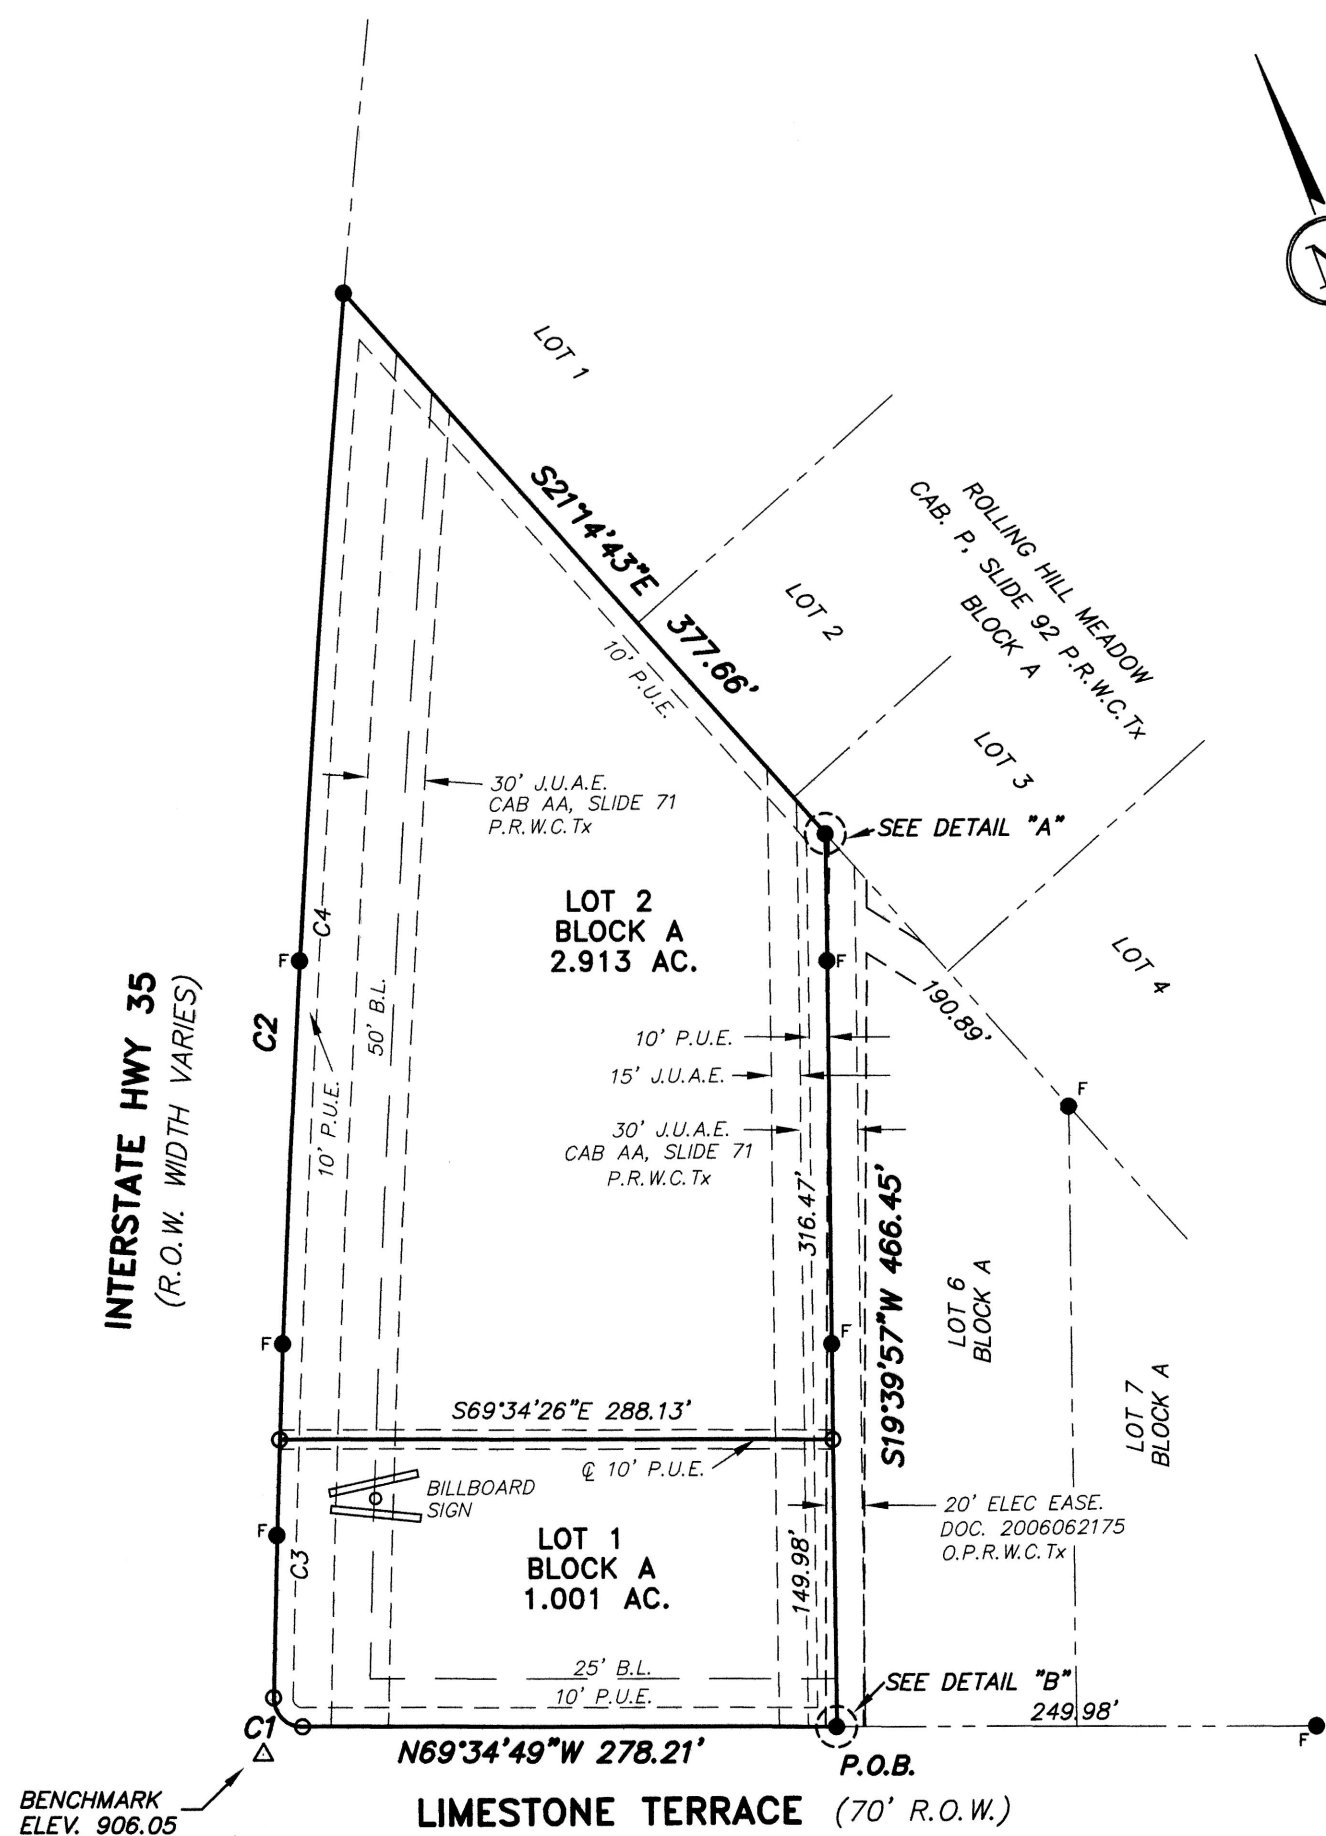 N
LOT 1
S21°14'43"E 377.66'
10' P.U.E.
LOT 2
ROLLING HILL MEADOW
CAB. P, SLIDE 92 P.R.W.C.Tx
BLOCK A
LOT 3
LOT 4
30' J.U.A.E.
CAB AA, SLIDE 71
P.R.W.C.Tx
SEE DETAIL "A"
LOT 2
BLOCK A
2.913 AC.
C4
F
F
C2
INTERSTATE HWY 35
(R.O.W. WIDTH VARIES)
50' B.L.
10' P.U.E.
190.89'
10' P.U.E.
15' J.U.A.E.
30' J.U.A.E.
CAB AA, SLIDE 71
P.R.W.C.Tx
316.47'
S19°39'57"W 466.45'
F
LOT 6
BLOCK A
LOT 7
BLOCK A
F
F
S69°34'26"E 288.13'
℄ 10' P.U.E.
BILLBOARD
SIGN
F
C3
LOT 1
BLOCK A
1.001 AC.
149.98'
20' ELEC EASE.
DOC. 2006062175
O.P.R.W.C.Tx
25' B.L.
10' P.U.E.
SEE DETAIL "B"
249.98'
F
C1
N69°34'49"W 278.21'
P.O.B.
BENCHMARK
ELEV. 906.05
LIMESTONE TERRACE (70' R.O.W.)